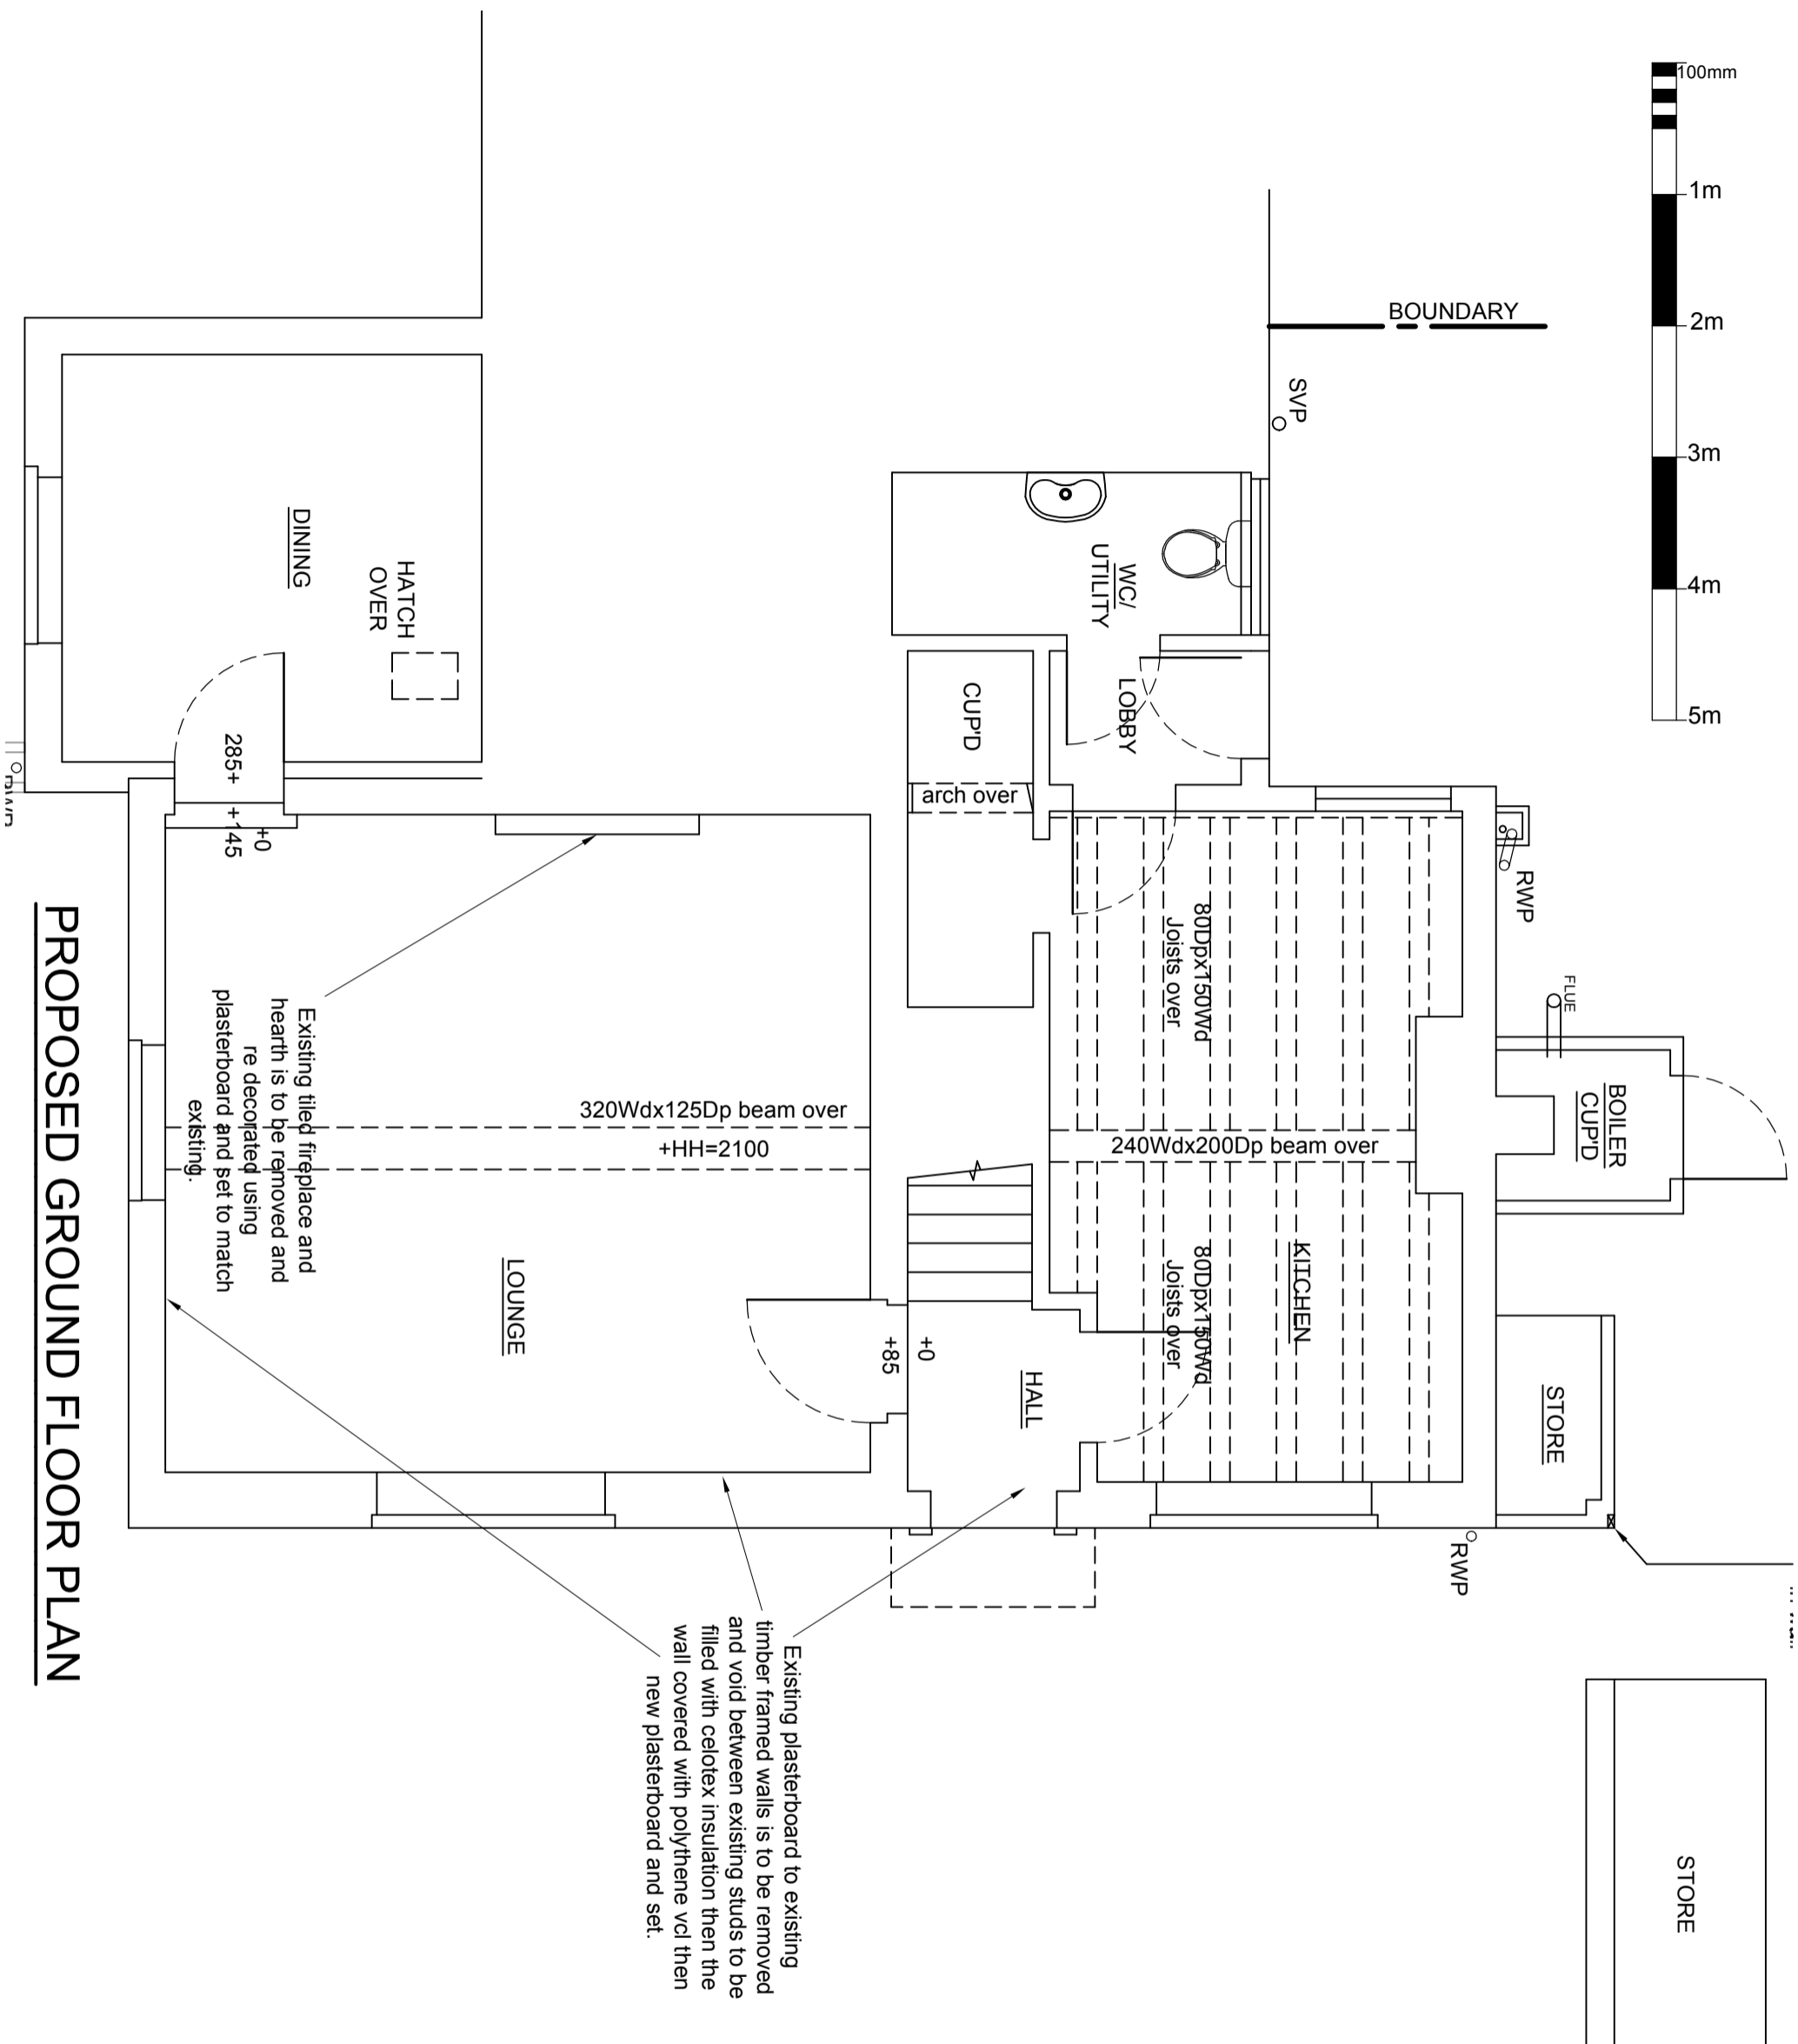 100mm
1m
2m
3m
4m
5m
BOUNDARY
SVP
WC/
UTILITY
LOBBY
CUP'D
arch over
DINING
HATCH
OVER
285+
+145
+0
RWP
RWP
FLUE
BOILER
CUP'D
80Dpx150Wd
Joists over
240Wdx200Dp beam over
KITCHEN
80Dpx150Wd
Joists over
320Wdx125Dp beam over
+HH=2100
Existing tiled fireplace and
hearth is to be removed and
re decorated using
plasterboard and set to match
existing.
LOUNGE
+85
+0
HALL
STORE
RWP
STORE
Existing plasterboard to existing
timber framed walls is to be removed
and void between existing studs to be
filled with celotex insulation then the
wall covered with polythene vcl then
new plasterboard and set.
PROPOSED GROUND FLOOR PLAN